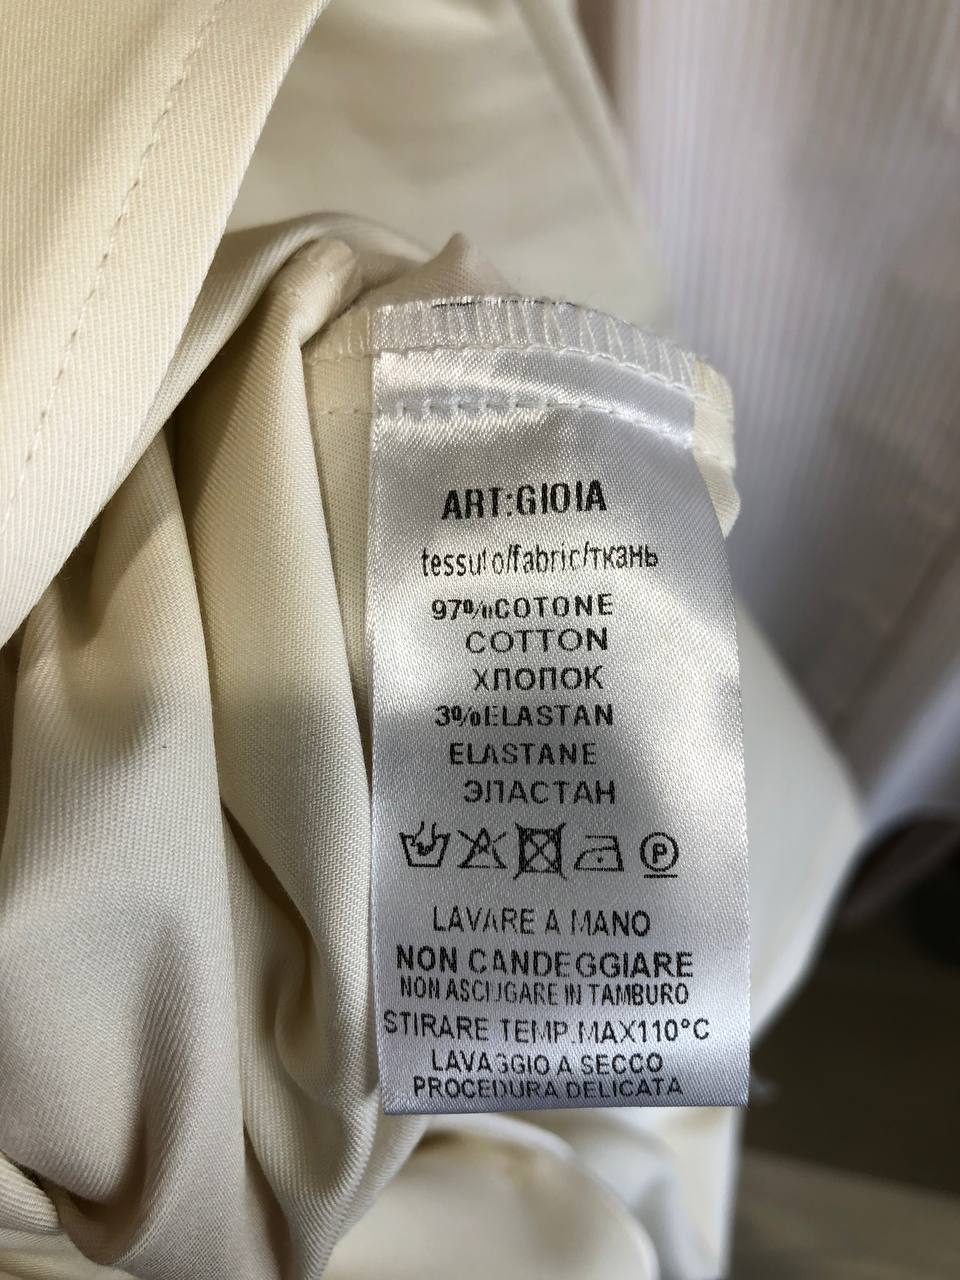 ART:GIOIA
tessuto/fabric/ткань
97%COTONE
COTTON
ХЛОПОК
3%ELASTAN
ELASTANE
ЭЛАСТАН
P
LAVARE A MANO
NON CANDEGGIARE
NON ASCIUGARE IN TAMBURO
STIRARE TEMP.MAX110°C
LAVAGGIO A SECCO
PROCEDURA DELICATA